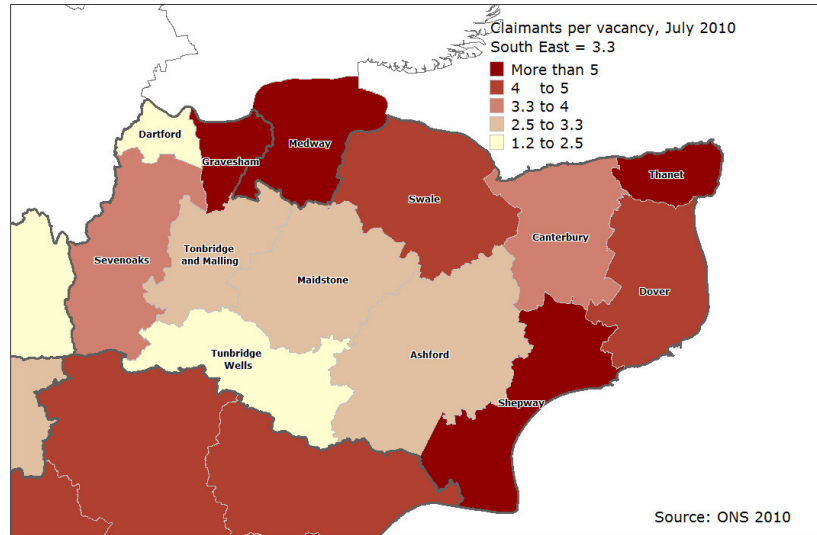 Claimants per vacancy, July 2010
South East = 3.3
More than 5
4 to 5
3.3 to 4
2.5 to 3.3
1.2 to 2.5
Dartford
Gravesham
Medway
Thanet
Swale
Canterbury
Sevenoaks
Tonbridge
and Malling
Maidstone
Dover
Tunbridge
Wells
Ashford
Shepway
Source: ONS 2010